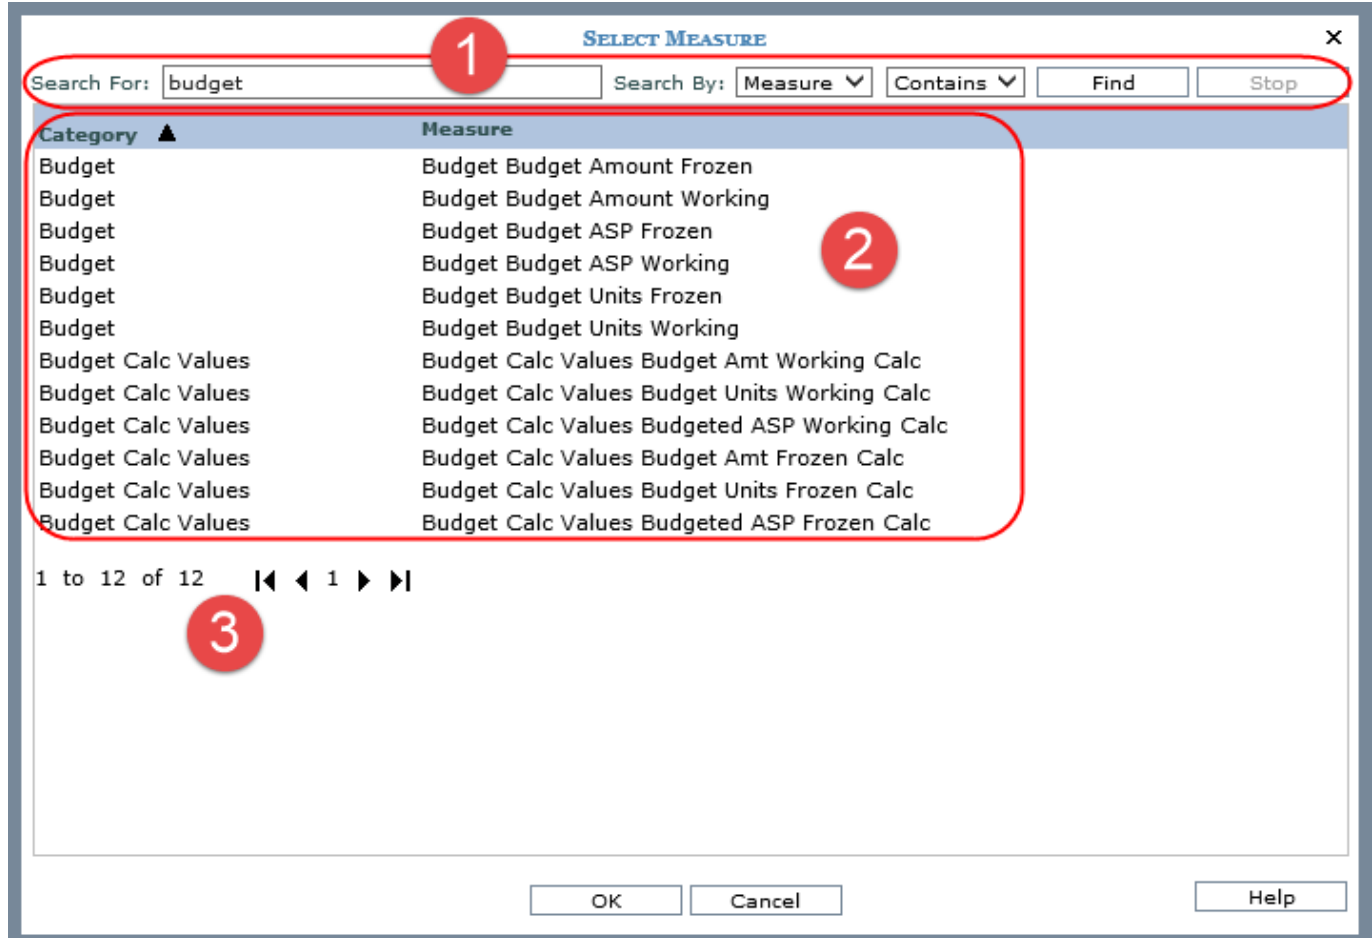 SELECT MEASURE ×
1
Search For: budget Search By: Measure Contains Find Stop
Category ▲ Measure
Budget Budget Budget Amount Frozen
Budget Budget Budget Amount Working
Budget Budget Budget ASP Frozen
2
Budget Budget Budget ASP Working
Budget Budget Budget Units Frozen
Budget Budget Budget Units Working
Budget Calc Values Budget Calc Values Budget Amt Working Calc
Budget Calc Values Budget Calc Values Budget Units Working Calc
Budget Calc Values Budget Calc Values Budgeted ASP Working Calc
Budget Calc Values Budget Calc Values Budget Amt Frozen Calc
Budget Calc Values Budget Calc Values Budget Units Frozen Calc
Budget Calc Values Budget Calc Values Budgeted ASP Frozen Calc
1 to 12 of 12 1
3
OK Cancel Help